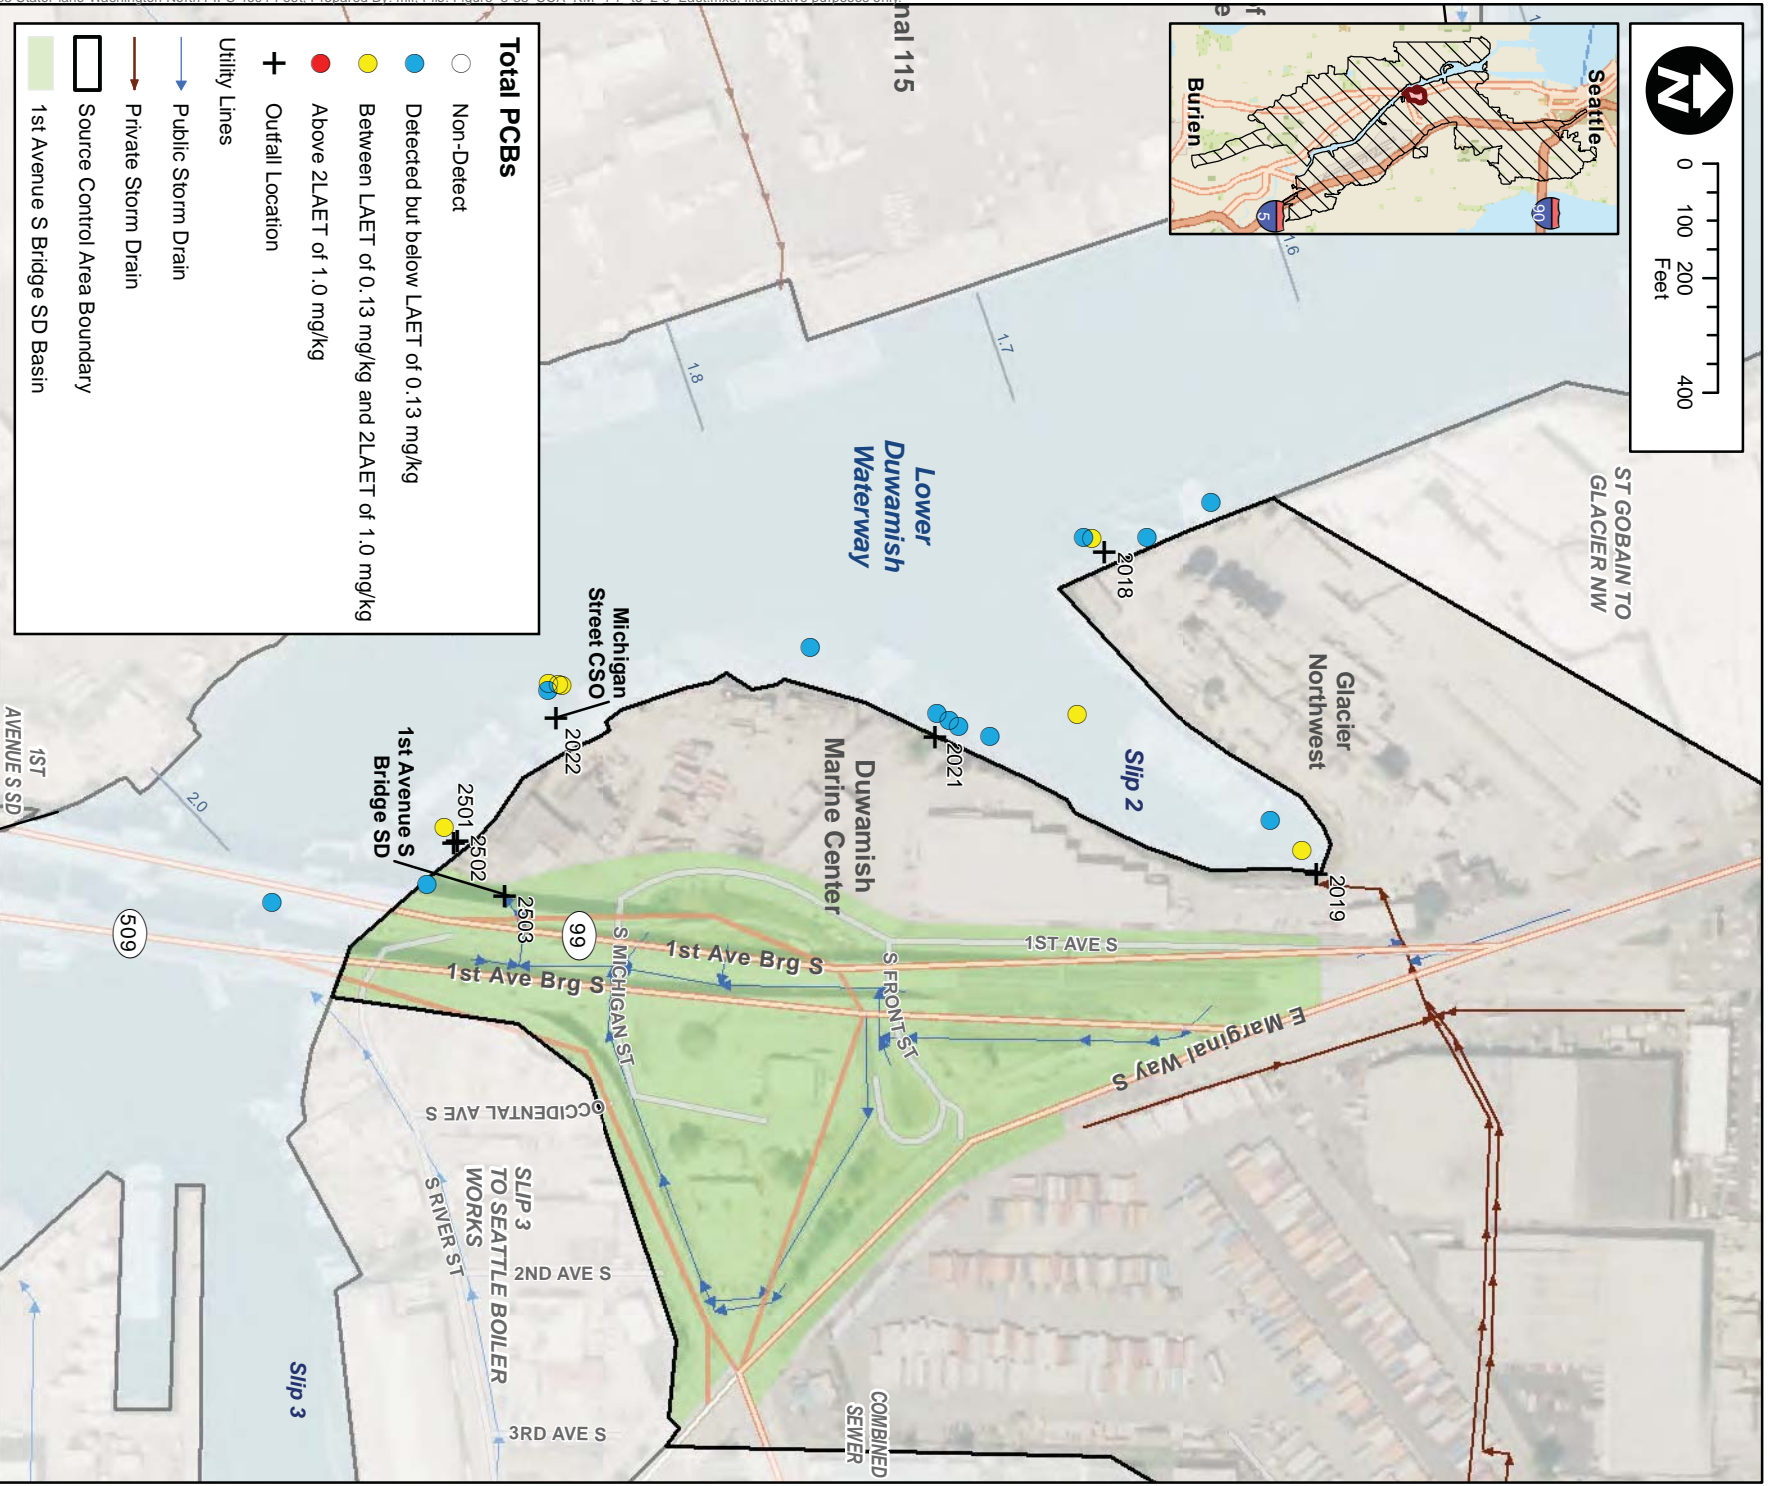 Total PCBs
Non-Detect
Detected but below LAET of 0.13 mg/kg
Between LAET of 0.13 mg/kg and 2LAET of 1.0 mg/kg
Above 2LAET of 1.0 mg/kg
Outfall Location
Utility Lines
Public Storm Drain
Private Storm Drain
Source Control Area Boundary
1st Avenue S Bridge SD Basin
N
0 100 200 400
Feet
Seattle
Burien
90
5
nal 115
1.6
1.7
1.8
2.0
Lower
Duwamish
Waterway
ST GOBAIN TO
GLACIER NW
Glacier
Northwest
Slip 2
Duwamish
Marine Center
2018
2019
2021
2022
2501
2502
2503
Michigan
Street CSO
1st Avenue S
Bridge SD
1ST
AVENUE S SD
509
99
1st Ave Brg S
1st Ave Brg S
1ST AVE S
S MICHIGAN ST
S FRONT ST
E Marginal Way S
OCCIDENTAL AVE S
S RIVER ST
2ND AVE S
3RD AVE S
SLIP 3
TO SEATTLE BOILER
WORKS
Slip 3
COMBINED
SEWER